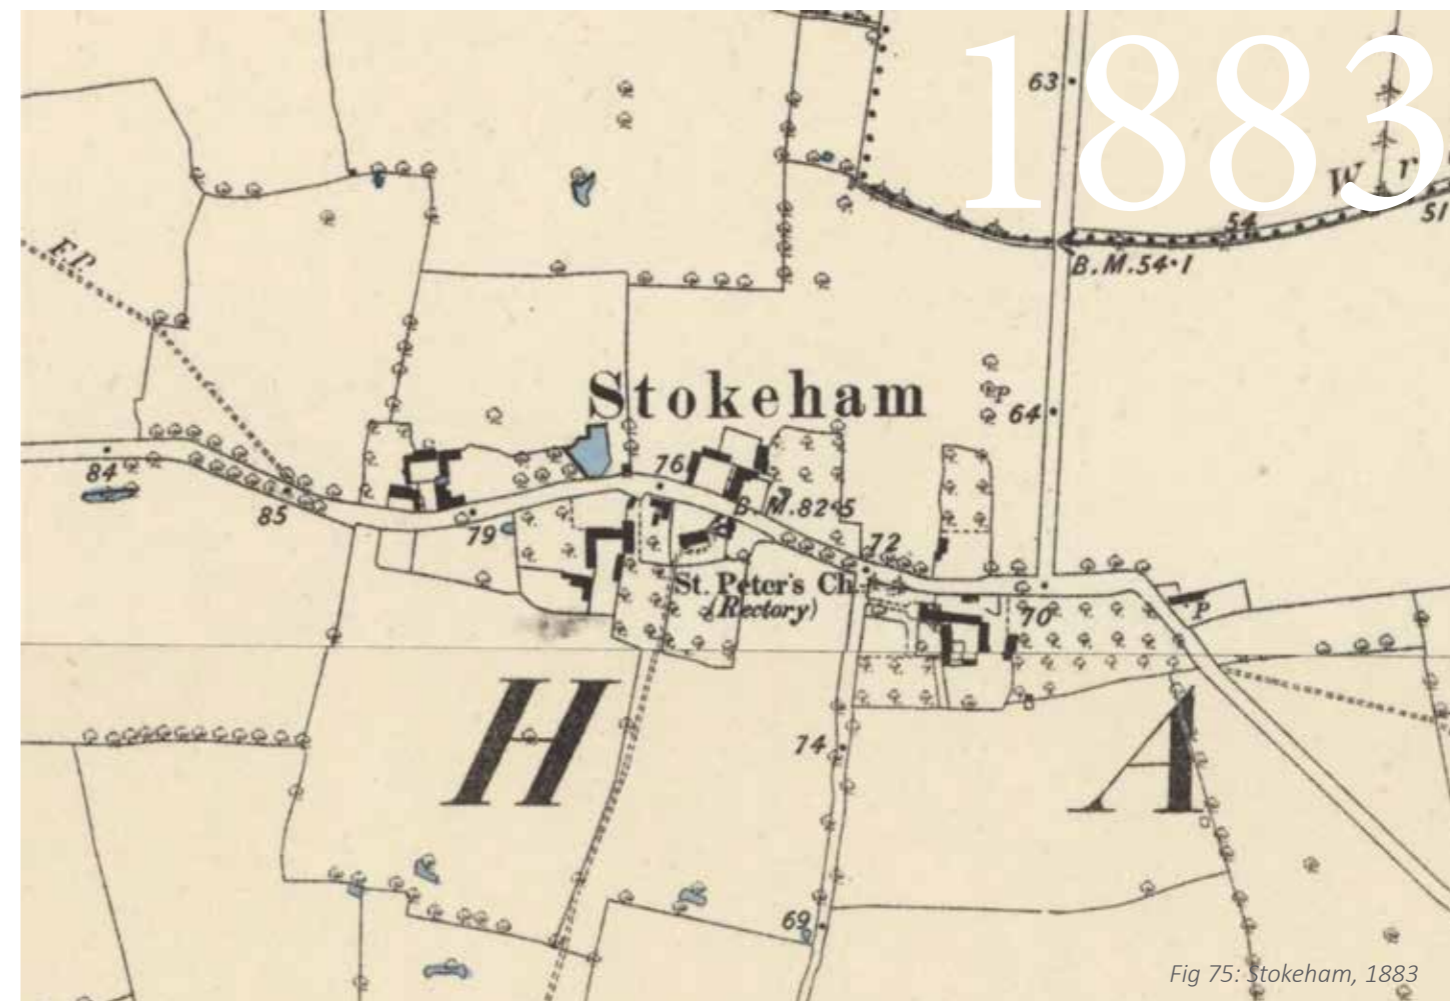 1883
63
W r
54
51
B.M.54·1
F.P.
Stokeham
P
64
84
76
85
79
B.M.82·5
72
St. Peter's Ch.
(Rectory)
70
P
H
A
74
69
Fig 75: Stokeham, 1883